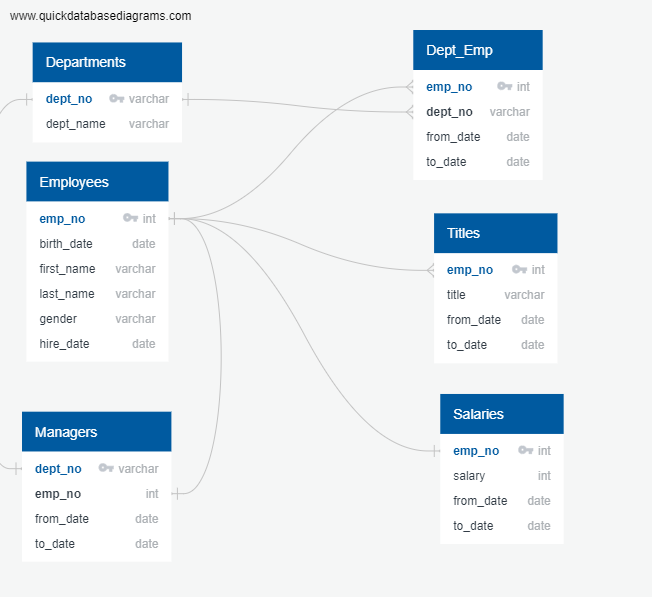 www.quickdatabasediagrams.com
Departments
dept_no varchar
dept_name varchar
Employees
emp_no int
birth_date date
first_name varchar
last_name varchar
gender varchar
hire_date date
Managers
dept_no varchar
emp_no int
from_date date
to_date date
Dept_Emp
emp_no int
dept_no varchar
from_date date
to_date date
Titles
emp_no int
title varchar
from_date date
to_date date
Salaries
emp_no int
salary int
from_date date
to_date date